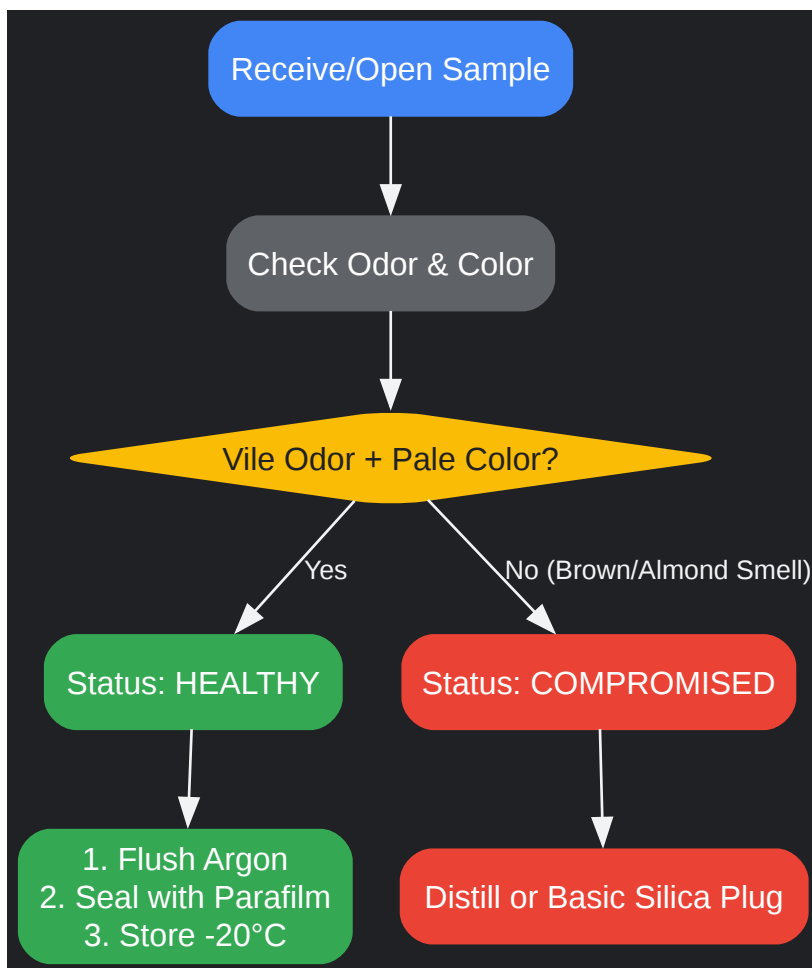 Receive/Open Sample
Check Odor & Color
Vile Odor + Pale Color?
Yes
No (Brown/Almond Smell)
Status: HEALTHY
Status: COMPROMISED
1. Flush Argon
2. Seal with Parafilm
3. Store -20°C
Distill or Basic Silica Plug